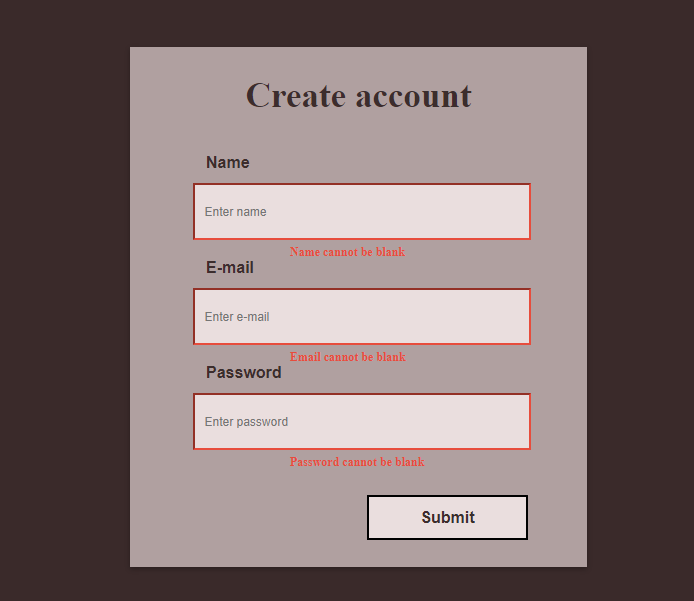 Create account
Name
Enter name
Name cannot be blank
E-mail
Enter e-mail
Email cannot be blank
Password
Enter password
Password cannot be blank
Submit